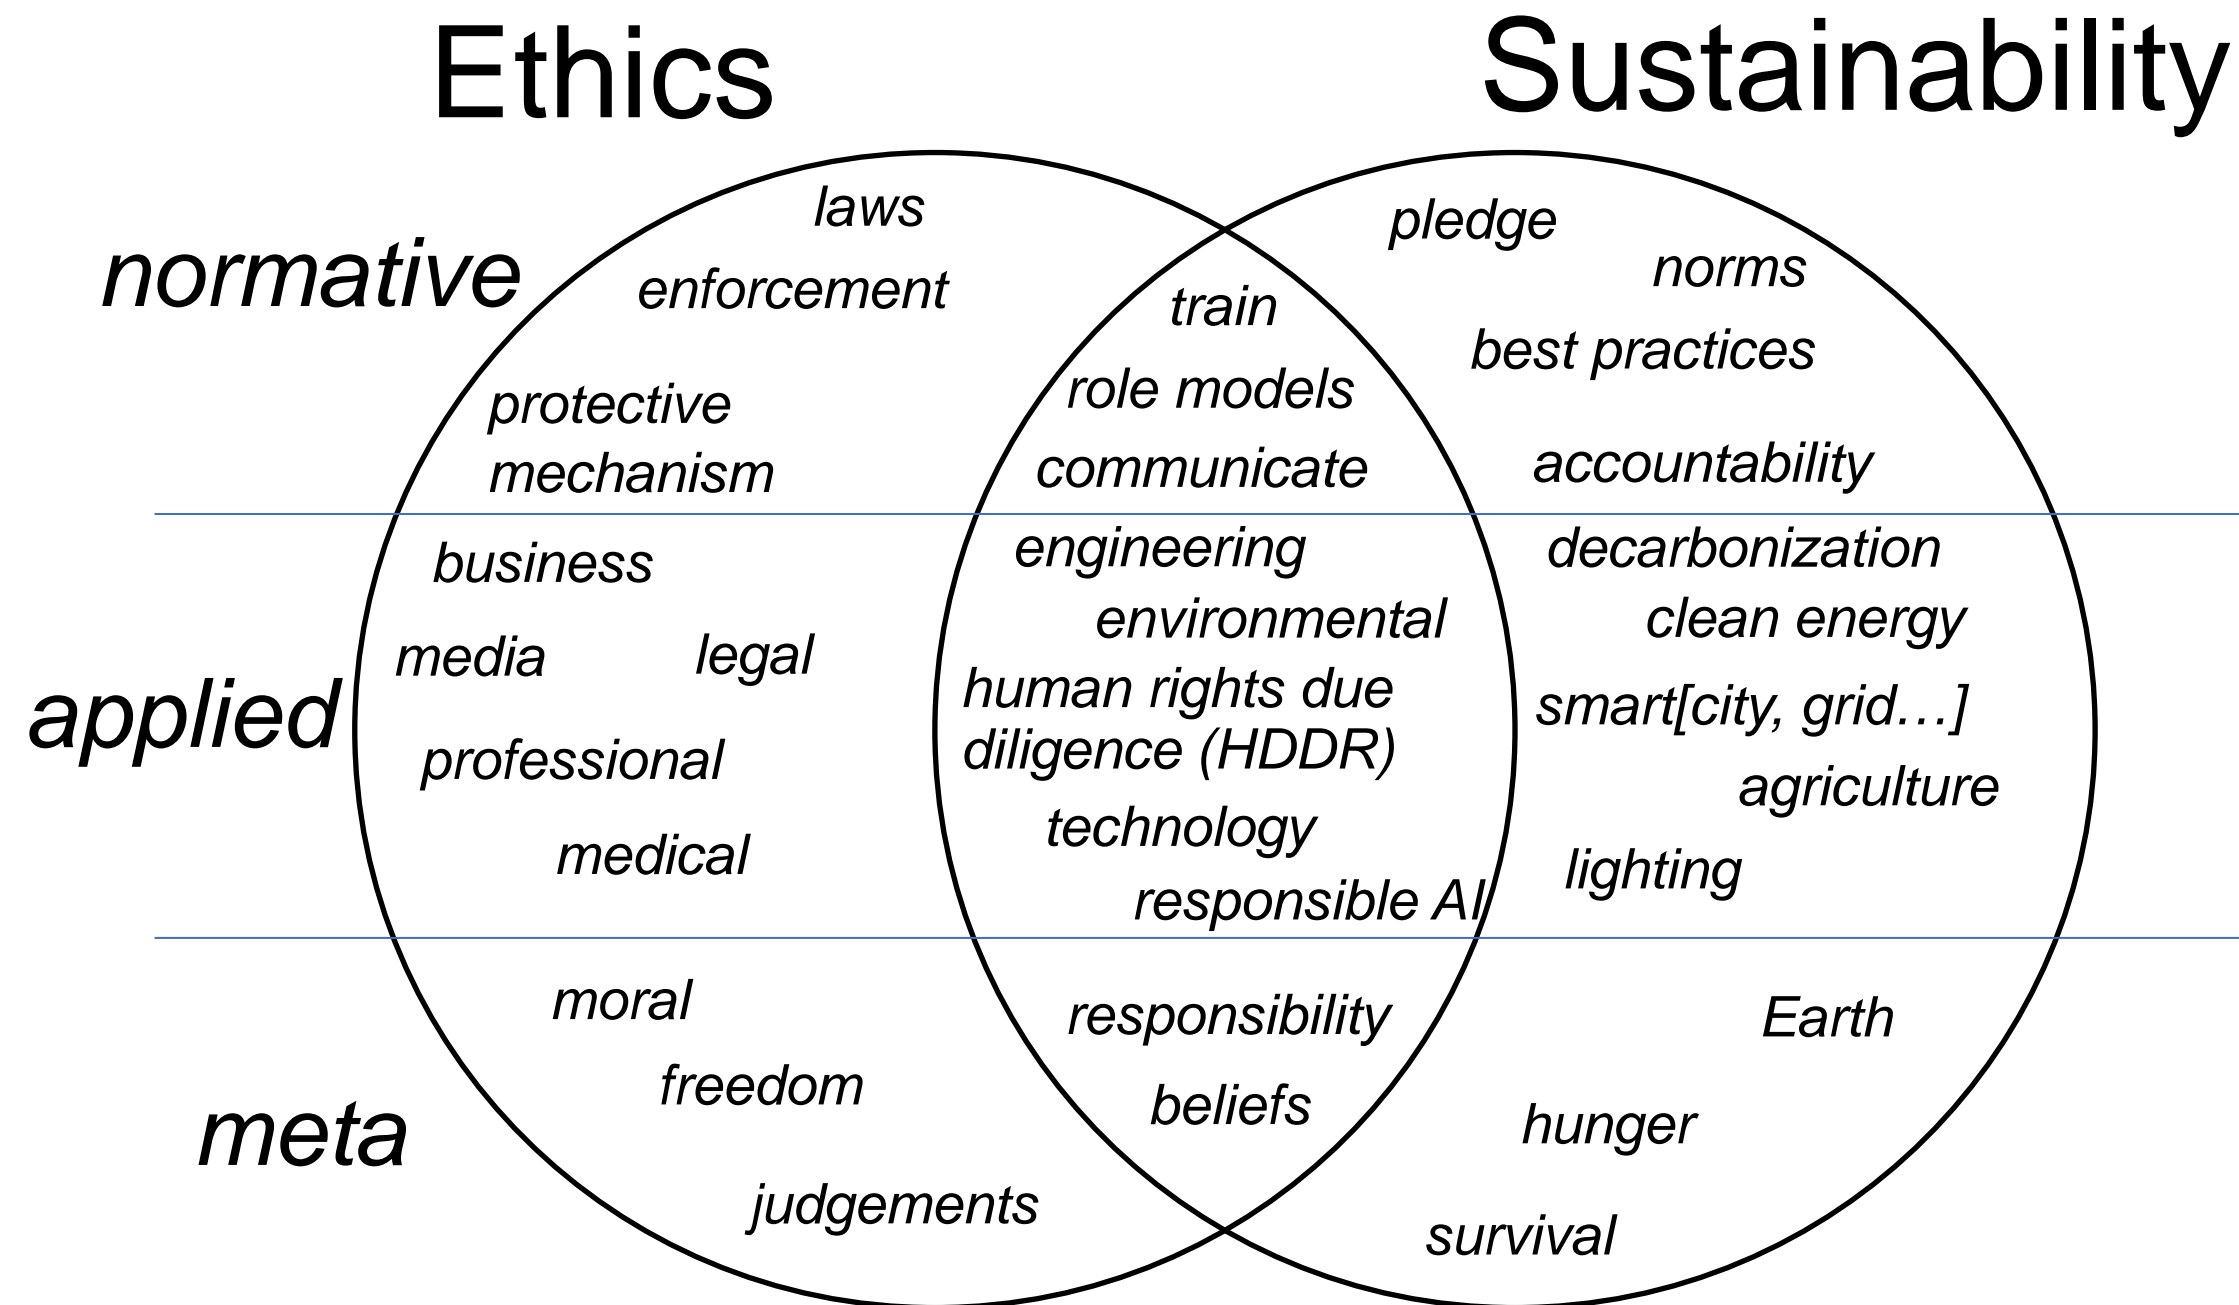 Ethics
Sustainability
normative
laws
enforcement
protective
mechanism
train
role models
communicate
pledge
norms
best practices
accountability
applied
business
media
legal
professional
medical
engineering
environmental
human rights due
diligence (HDDR)
technology
responsible AI
decarbonization
clean energy
smart[city, grid…]
agriculture
lighting
meta
moral
freedom
judgements
responsibility
beliefs
Earth
hunger
survival